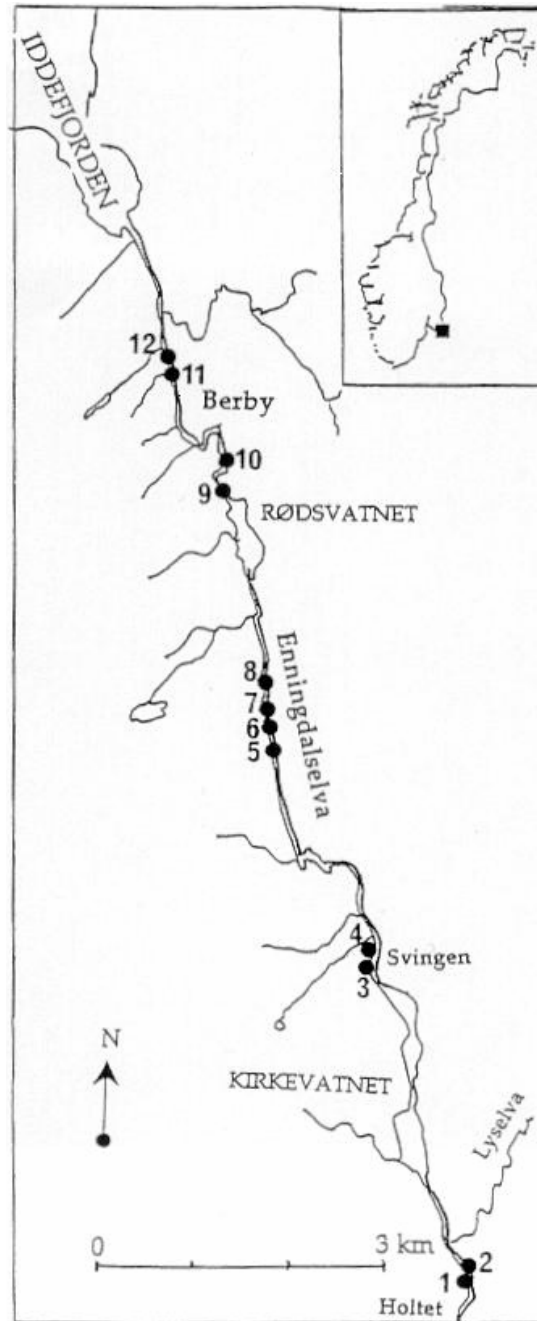 IDDEFJORDEN
12
11
Berby
10
9
RØDSVATNET
Enningdalselva
8
7
6
5
4
Svingen
3
N
KIRKEVATNET
Lyselva
0
3 km
2
1
Holtet